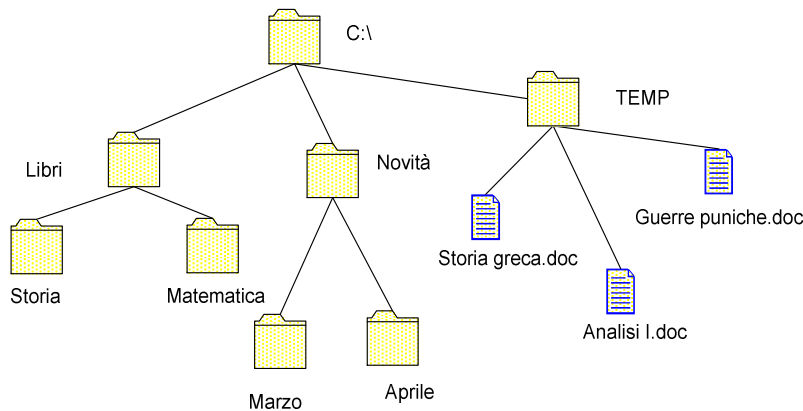 C:\
TEMP
Libri
Novità
Guerre puniche.doc
Storia greca.doc
Storia
Matematica
Analisi I.doc
Marzo
Aprile